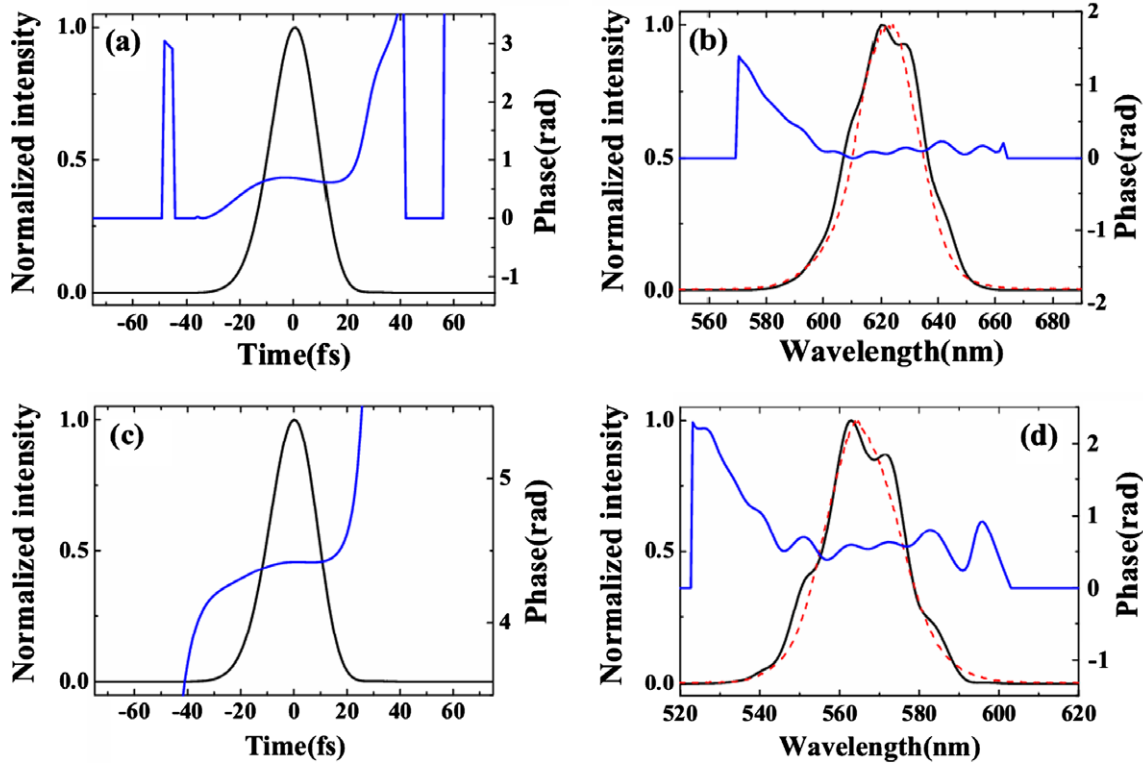 (a)
Normalized intensity
1.0
0.5
0.0
3
2
1
0
-1
Phase(rad)
-60 -40 -20 0 20 40 60
Time(fs)
(b)
Normalized intensity
1.0
0.5
0.0
2
1
0
-1
-2
Phase(rad)
560 580 600 620 640 660 680
Wavelength(nm)
(c)
Normalized intensity
1.0
0.5
0.0
5
4
Phase(rad)
-60 -40 -20 0 20 40 60
Time(fs)
(d)
Normalized intensity
1.0
0.5
0.0
2
1
0
-1
Phase(rad)
520 540 560 580 600 620
Wavelength(nm)